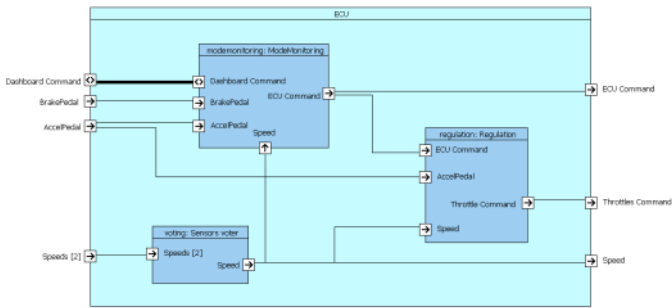 ECU
modemonitoring: ModeMonitoring
Dashboard Command
Dashboard Command
BrakePedal
BrakePedal
ECU Command
ECU Command
AccelPedal
AccelPedal
Speed
regulation: Regulation
ECU Command
AccelPedal
Throttle Command
Throttles Command
Speed
voting: Sensors voter
Speeds [2]
Speeds [2]
Speed
Speed